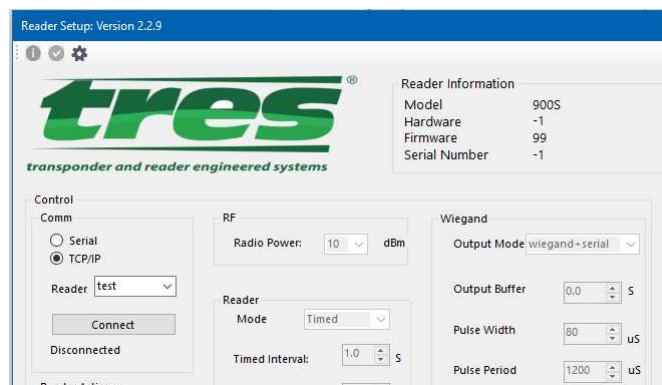 Reader Setup: Version 2.2.9
tres®
transponder and reader engineered systems
Reader Information
Model 900S
Hardware -1
Firmware 99
Serial Number -1
Control
Comm
Serial
TCP/IP
Reader test
Connect
Disconnected
RF
Radio Power: 10 dBm
Reader
Mode Timed
Timed Interval: 1.0 s
Wiegand
Output Mode wiegand+serial
Output Buffer 0.0 S
Pulse Width 80 uS
Pulse Period 1200 uS